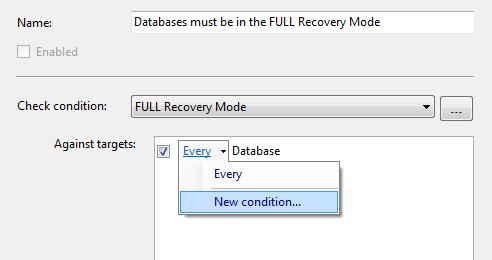 Name: Databases must be in the FULL Recovery Mode
Enabled
Check condition: FULL Recovery Mode ...
Against targets: Every Database
Every
New condition...